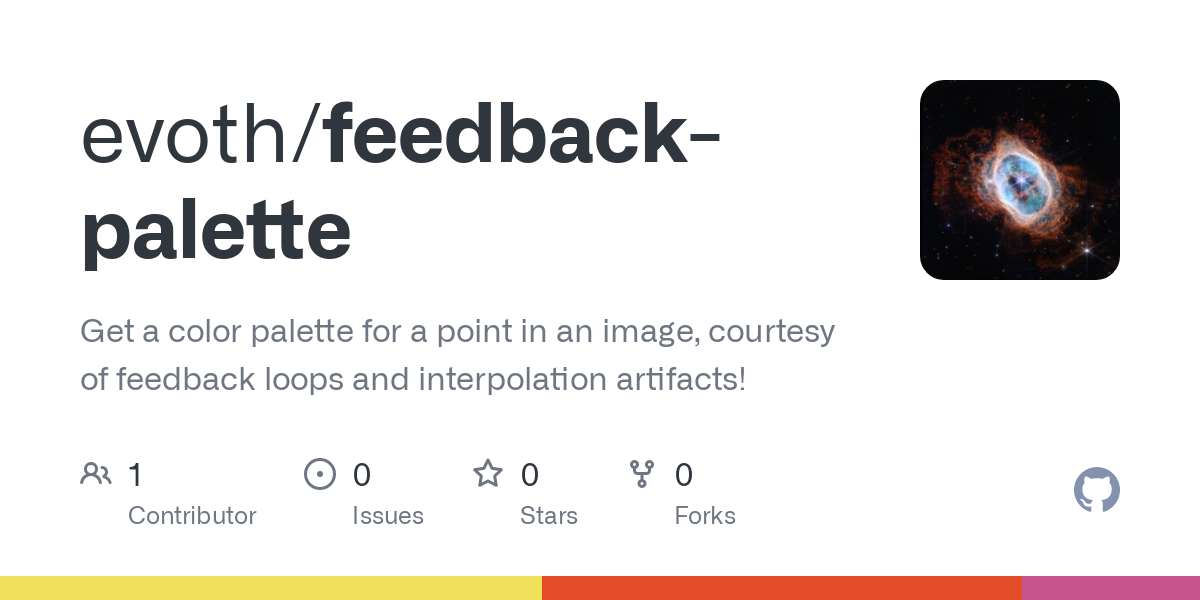 evoth/feedback-
palette
Get a color palette for a point in an image, courtesy
of feedback loops and interpolation artifacts!
1 0 0 0
Contributor Issues Stars Forks